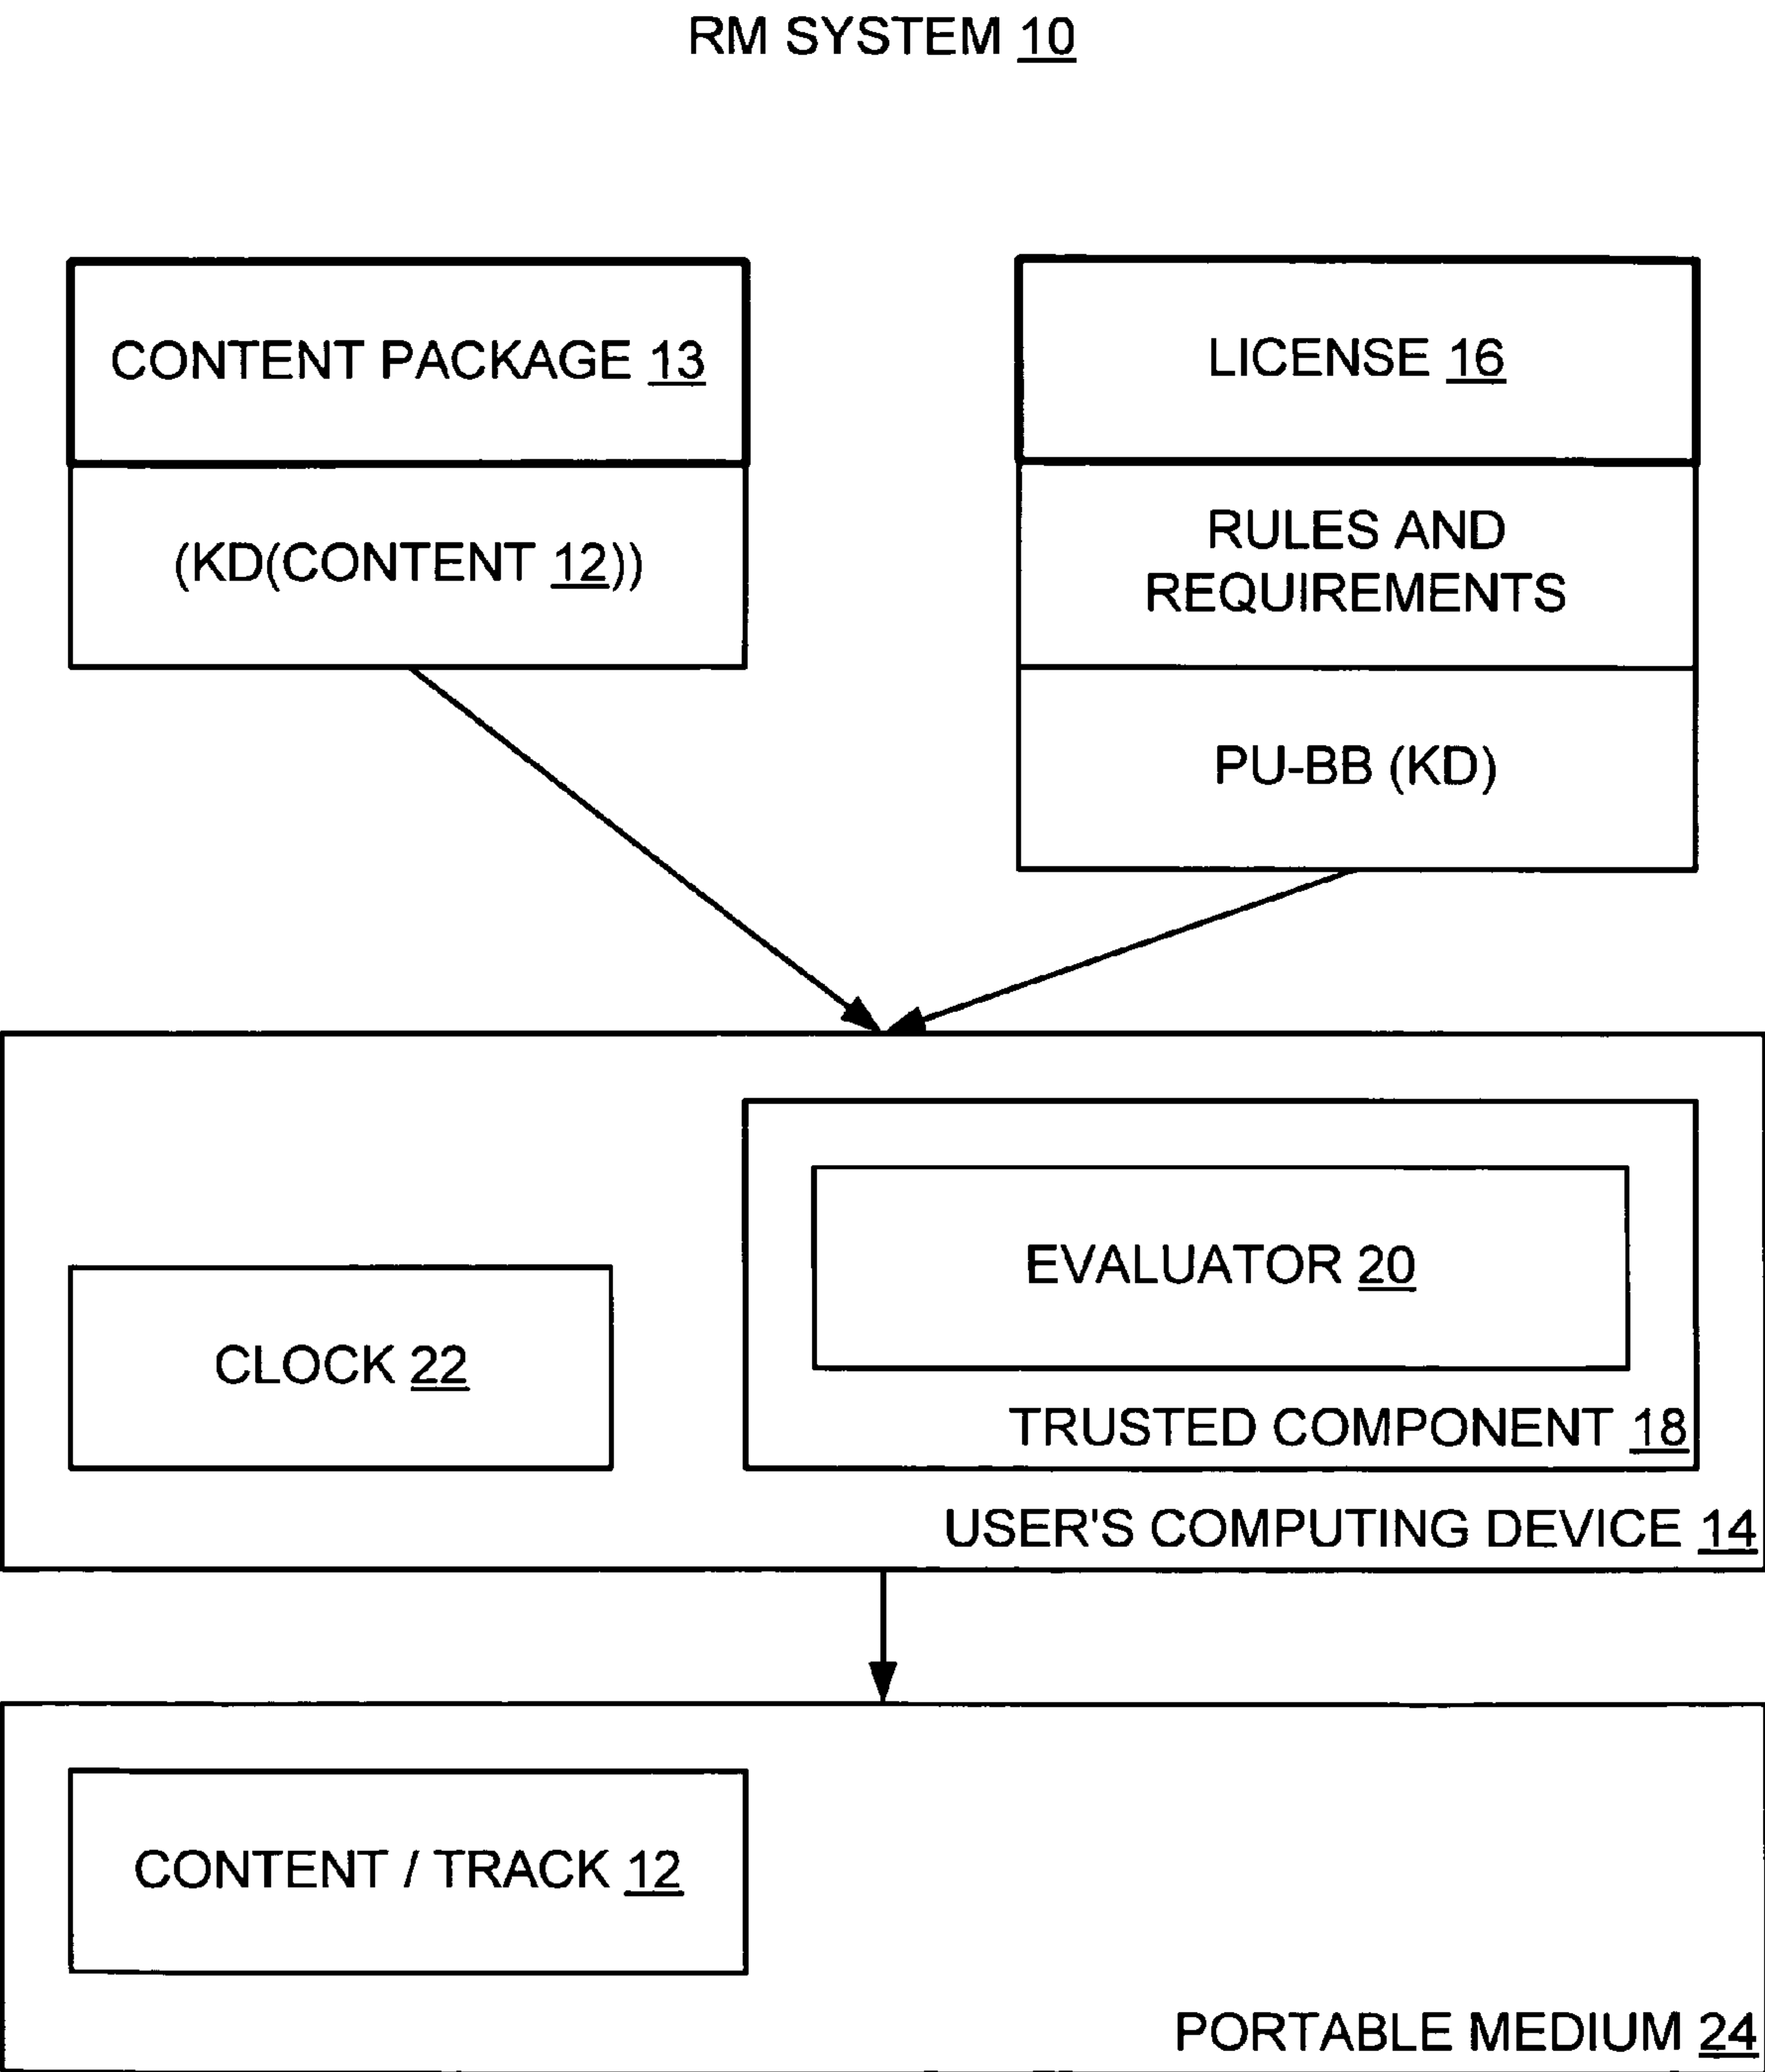 RM SYSTEM 10
CONTENT PACKAGE 13
(KD(CONTENT 12))
LICENSE 16
RULES AND
REQUIREMENTS
PU-BB (KD)
EVALUATOR 20
CLOCK 22
TRUSTED COMPONENT 18
USER'S COMPUTING DEVICE 14
CONTENT / TRACK 12
PORTABLE MEDIUM 24